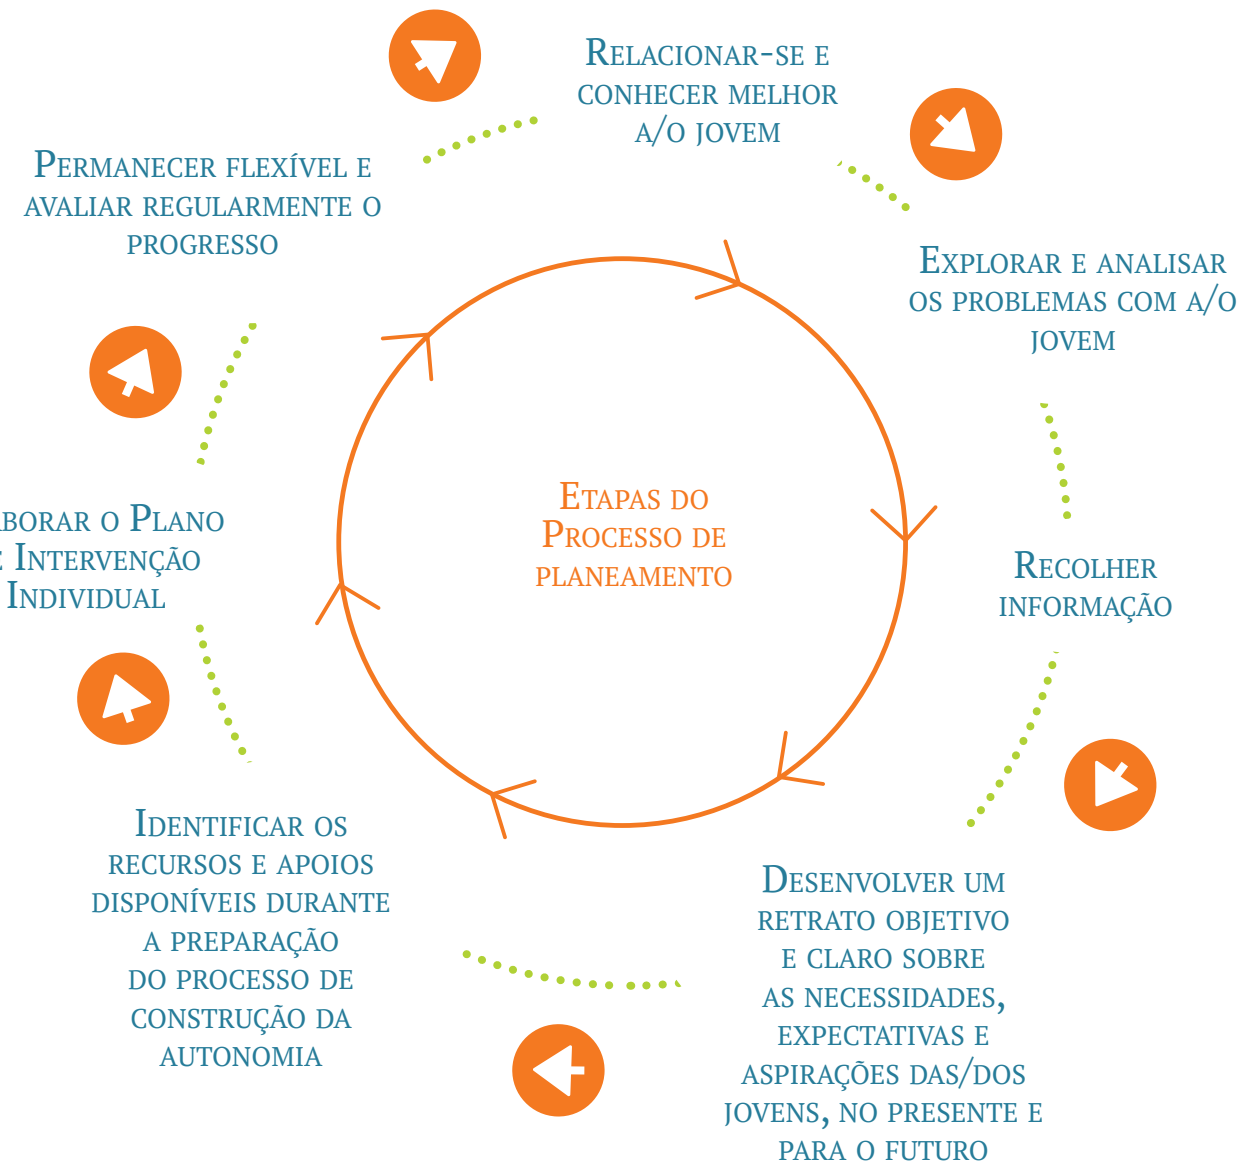 Relacionar-se e
conhecer melhor
a/o jovem
Explorar e analisar
os problemas com a/o
jovem
Recolher
informação
Desenvolver um
retrato objetivo
e claro sobre
as necessidades,
expectativas e
aspirações das/dos
jovens, no presente e
para o futuro
Identificar os
recursos e apoios
disponíveis durante
a preparação
do processo de
construção da
autonomia
borar o Plano
Intervenção
Individual
Permanecer flexível e
avaliar regularmente o
progresso
Etapas do
Processo de
planeamento